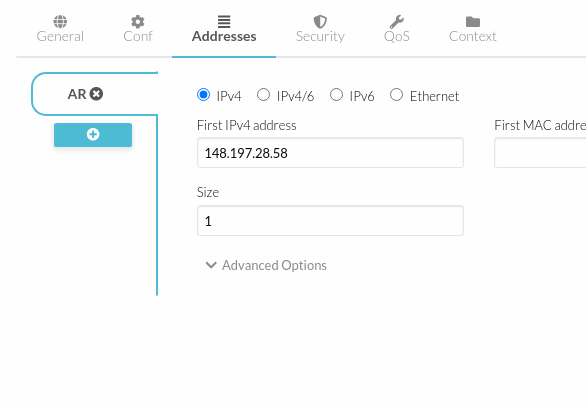 General Conf Addresses Security QoS Context
AR
IPv4 IPv4/6 IPv6 Ethernet
First IPv4 address First MAC addre
148.197.28.58
Size
1
Advanced Options